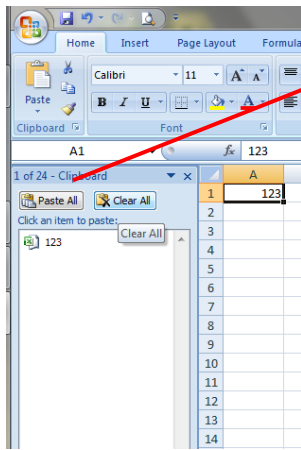 Home Insert Page Layout Formula
Calibri 11 A A
Paste B I U A
Clipboard Font
A1 fx 123
1 of 24 - Clipboard
Paste All Clear All
Click an item to paste:
Clear All
123
A
1 123
2
3
4
5
6
7
8
9
10
11
12
13
14